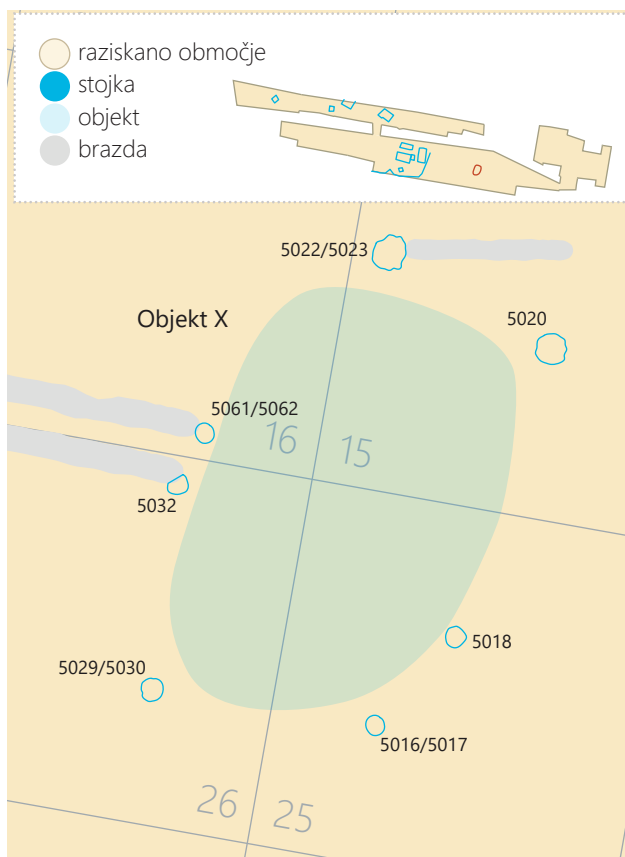 raziskano območje
stojka
objekt
brazda
5022/5023
Objekt X
5020
5061/5062
16 15
5032
5018
5029/5030
5016/5017
26 25